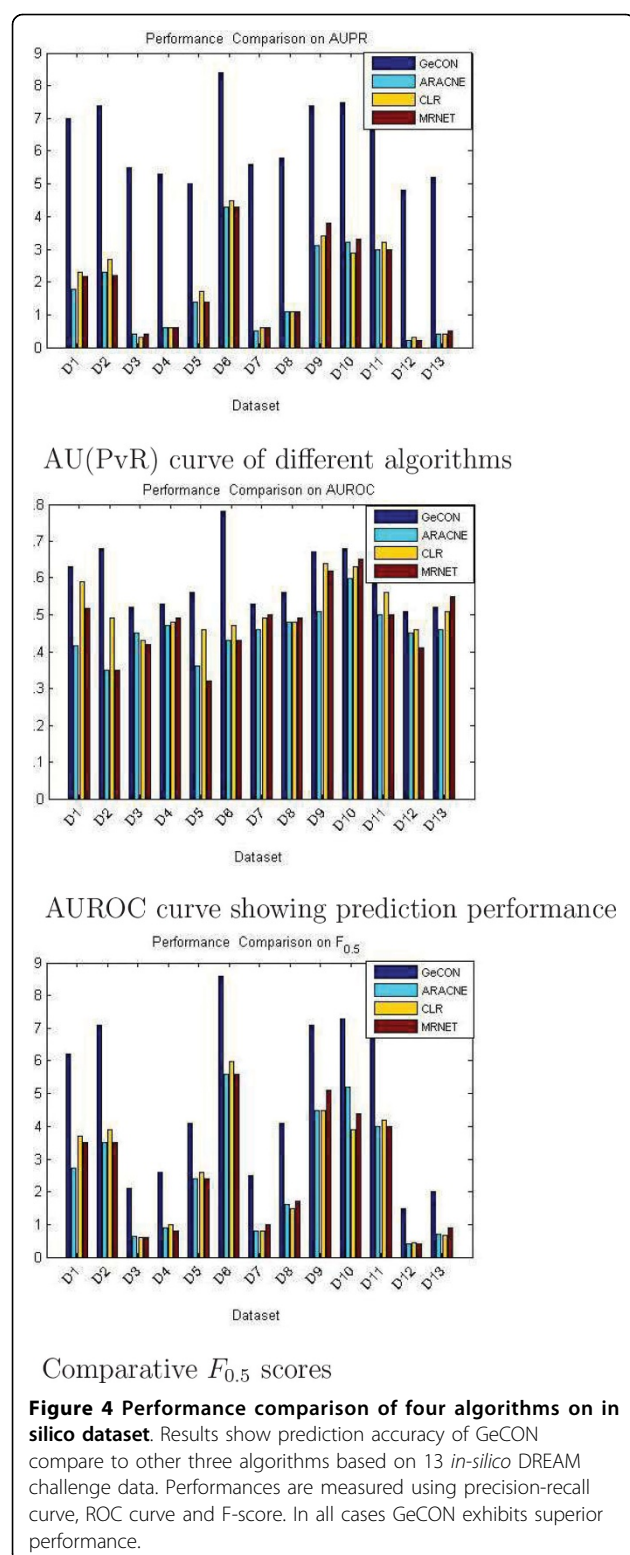 Performance Comparison on AUPR
9
8
7
6
5
4
3
2
1
0
GeCON
ARACNE
CLR
MRNET
D1 D2 D3 D4 D5 D6 D7 D8 D9 D10 D11 D12 D13
Dataset
AU(PvR) curve of different algorithms
Performance Comparison on AUROC
.8
.7
.6
.5
.4
.3
.2
.1
0
GeCON
ARACNE
CLR
MRNET
D1 D2 D3 D4 D5 D6 D7 D8 D9 D10 D11 D12 D13
Dataset
AUROC curve showing prediction performance
Performance Comparison on F0.5
9
8
7
6
5
4
3
2
1
0
GeCON
ARACNE
CLR
MRNET
D1 D2 D3 D4 D5 D6 D7 D8 D9 D10 D11 D12 D13
Dataset
Comparative F0.5 scores
Figure 4 Performance comparison of four algorithms on in
silico dataset. Results show prediction accuracy of GeCON
compare to other three algorithms based on 13 in-silico DREAM
challenge data. Performances are measured using precision-recall
curve, ROC curve and F-score. In all cases GeCON exhibits superior
performance.